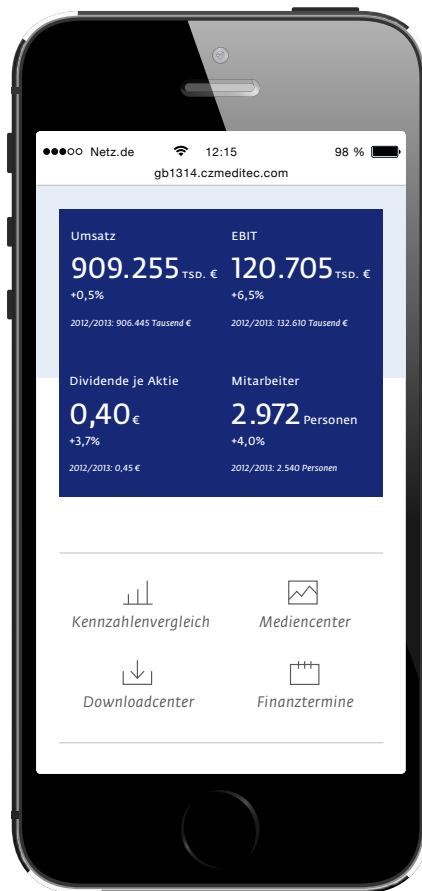 Netz.de 12:15 98 %
gb1314.czmeditec.com
Umsatz
909.255 TSD. €
+0,5%
2012/2013: 906.445 Tausend €
EBIT
120.705 TSD. €
+6,5%
2012/2013: 132.610 Tausend €
Dividende je Aktie
0,40 €
+3,7%
2012/2013: 0,45 €
Mitarbeiter
2.972 Personen
+4,0%
2012/2013: 2.540 Personen
Kennzahlenvergleich
Mediencenter
Downloadcenter
Finanztermine